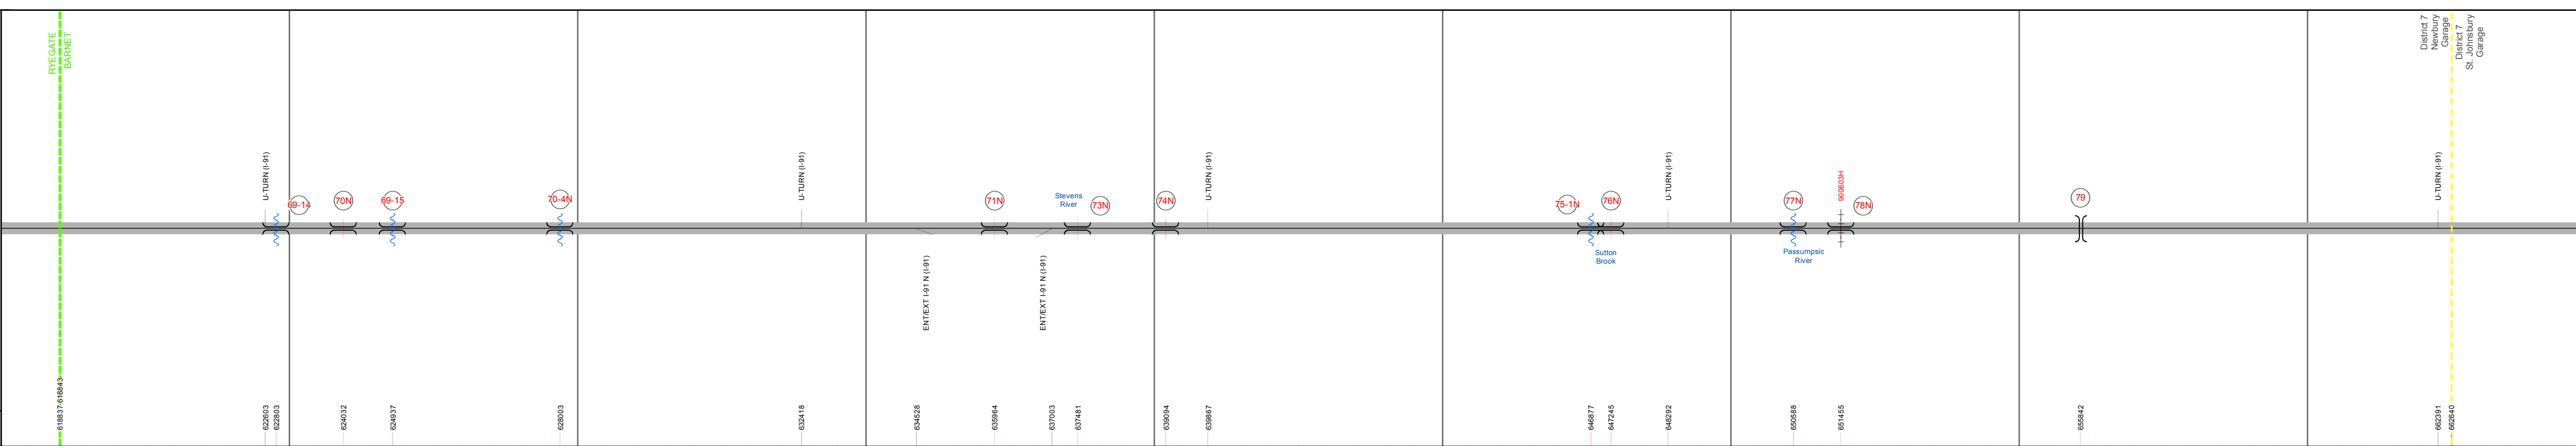 RYEGATE
BARNET
District 7
Newbury
Garage
District 7
St. Johnsbury
Garage
U-TURN (I-91)
69-14
70N
69-15
70-4N
U-TURN (I-91)
71N
Stevens
River
73N
74N
U-TURN (I-91)
75-1N
76N
U-TURN (I-91)
77N
900603H
78N
79
U-TURN (I-91)
ENT/EXT I-91 N (I-91)
ENT/EXT I-91 N (I-91)
Sutton
Brook
Passumpsic
River
618837
618843
622603
622803
624032
624937
628003
632418
634528
635964
637003
637481
639094
639867
646877
647245
648292
650588
651455
655842
662391
662640